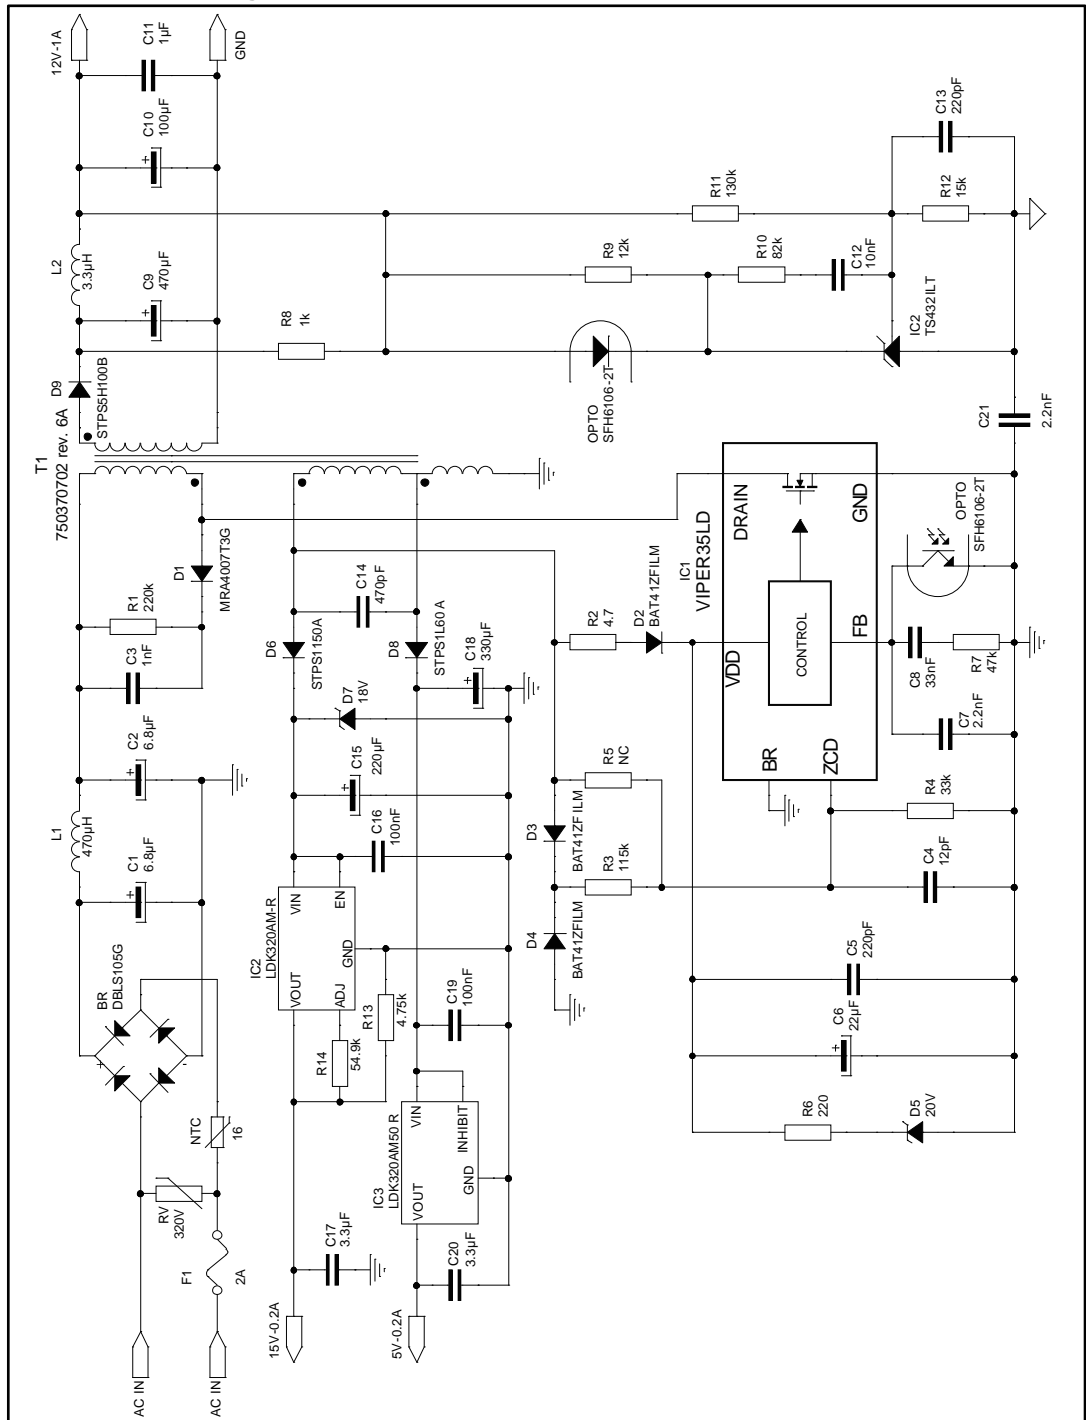 12V-1A
C11
1µF
GND
C10
100µF
L2
3.3µH
C9
470µF
D9
STPS5H100B
T1
750370702 rev. 6A
R8
1k
R11
130k
R9
12k
R10
82k
C12
10nF
C13
220pF
R12
15k
IC2
TS432ILT
OPTO
SFH6106-2T
C21
2.2nF
D1
MRA4007T3G
R1
220k
C3
1nF
C2
6.8µF
L1
470µH
C1
6.8µF
BR
DBLS105G
+
-
NTC
16
RV
320V
F1
2A
AC IN
AC IN
C14
470pF
D6
STPS1150A
D8
STPS1L60A
C18
330µF
D7
18V
C15
220µF
C16
100nF
IC2
LDK320AM-R
VIN
EN
GND
VOUT
ADJ
R13
4.75k
R14
54.9k
C19
100nF
IC3
LDK320AM50 R
VIN
INHIBIT
GND
VOUT
C17
3.3µF
C20
3.3µF
15V-0.2A
5V-0.2A
R2
4.7
D2
BAT41ZFILM
IC1
VIPER35LD
DRAIN
GND
VDD
CONTROL
FB
BR
ZCD
OPTO
SFH6106-2T
C8
33nF
R7
47k
C7
2.2nF
R5
NC
D3
BAT41ZFILM
R3
115k
D4
BAT41ZFILM
R4
33k
C4
12pF
C5
220pF
C6
22µF
R6
220
D5
20V